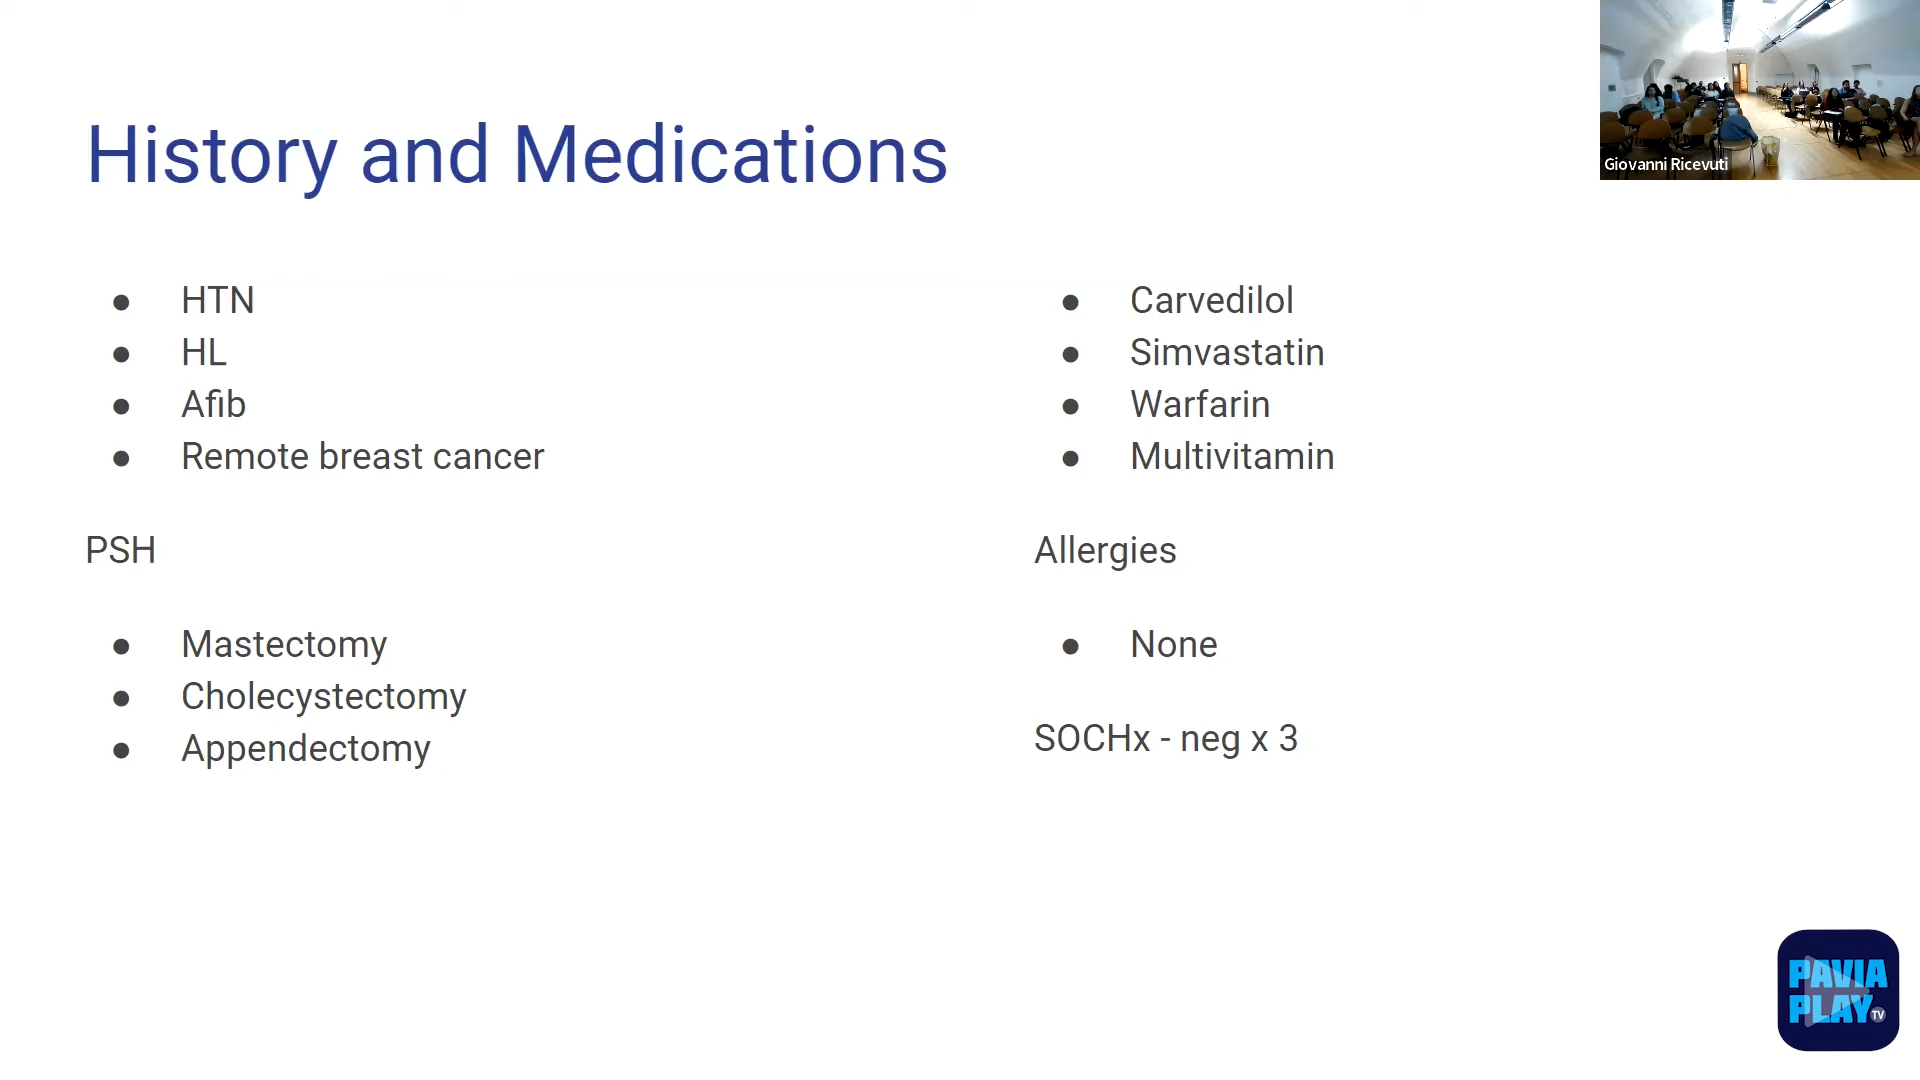 History and Medications
● HTN
● HL
● Afib
● Remote breast cancer
PSH
● Mastectomy
● Cholecystectomy
● Appendectomy
● Carvedilol
● Simvastatin
● Warfarin
● Multivitamin
Allergies
● None
SOCHx - neg x 3
Giovanni Ricevuti
PAVIA
PLAY TV